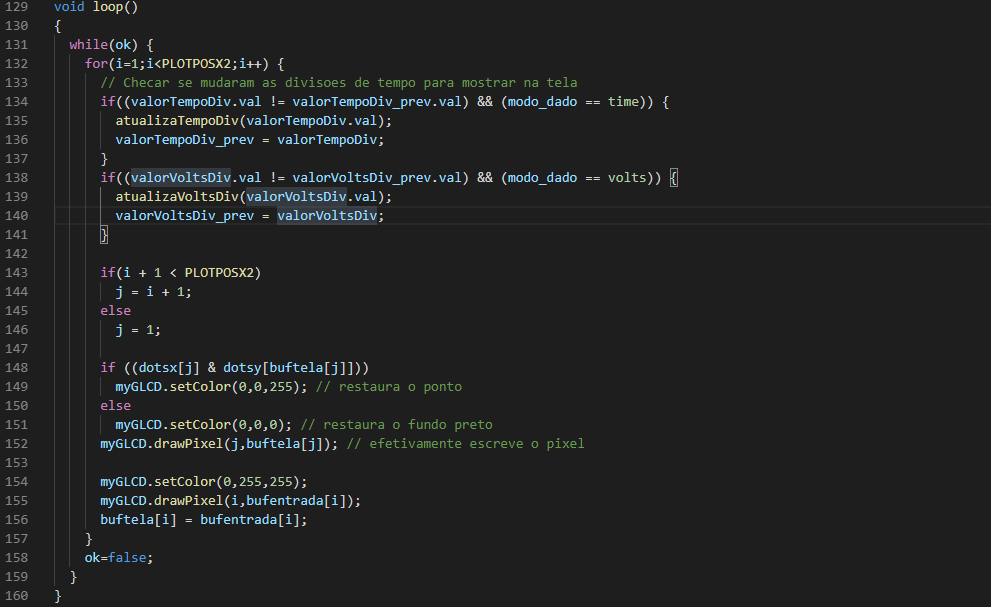 129 void loop()
130 {
131 while(ok) {
132 for(i=1;i<PLOTPOSX2;i++) {
133 // Checar se mudaram as divisoes de tempo para mostrar na tela
134 if((valorTempoDiv.val != valorTempoDiv_prev.val) && (modo_dado == time)) {
135 atualizaTempoDiv(valorTempoDiv.val);
136 valorTempoDiv_prev = valorTempoDiv;
137 }
138 if((valorVoltsDiv.val != valorVoltsDiv_prev.val) && (modo_dado == volts)) {
139 atualizaVoltsDiv(valorVoltsDiv.val);
140 valorVoltsDiv_prev = valorVoltsDiv;
141 }
142
143 if(i + 1 < PLOTPOSX2)
144 j = i + 1;
145 else
146 j = 1;
147
148 if ((dotsx[j] & dotsy[buftela[j]]))
149 myGLCD.setColor(0,0,255); // restaura o ponto
150 else
151 myGLCD.setColor(0,0,0); // restaura o fundo preto
152 myGLCD.drawPixel(j,buftela[j]); // efetivamente escreve o pixel
153
154 myGLCD.setColor(0,255,255);
155 myGLCD.drawPixel(i,bufentrada[i]);
156 buftela[i] = bufentrada[i];
157 }
158 ok=false;
159 }
160 }